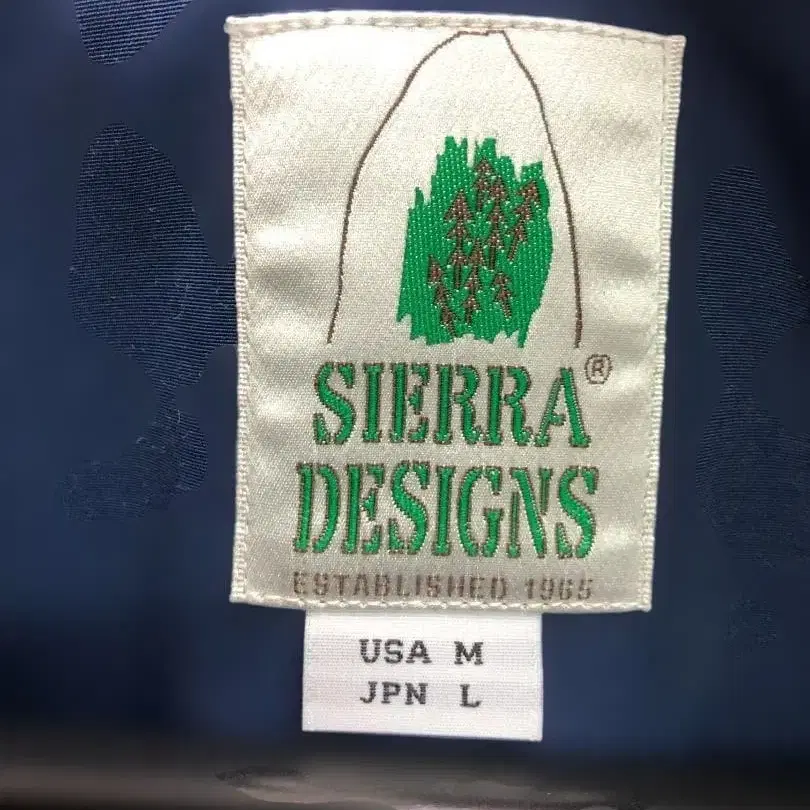 SIERRA®
DESIGNS
ESTABLISHED 1965
USA M
JPN L